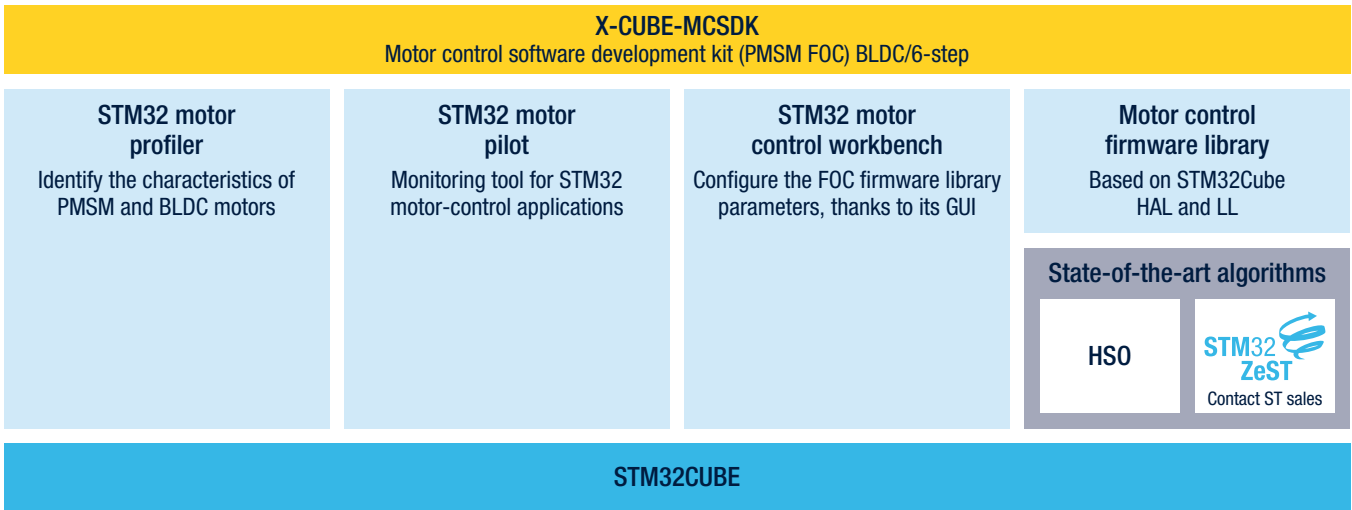 X-CUBE-MCSDK
Motor control software development kit (PMSM FOC) BLDC/6-step
STM32 motor
profiler
Identify the characteristics of
PMSM and BLDC motors
STM32 motor
pilot
Monitoring tool for STM32
motor-control applications
STM32 motor
control workbench
Configure the FOC firmware library
parameters, thanks to its GUI
Motor control
firmware library
Based on STM32Cube
HAL and LL
State-of-the-art algorithms
HSO
STM32
ZeST
Contact ST sales
STM32CUBE